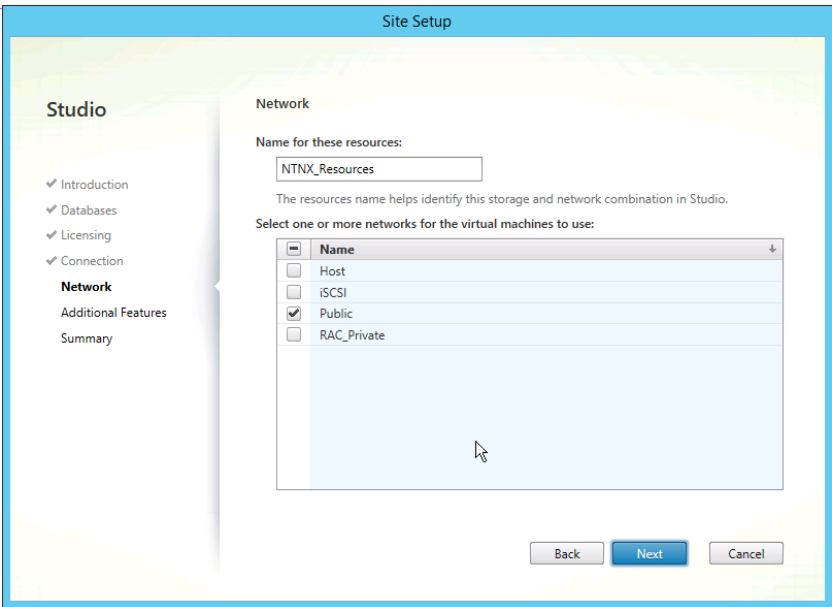 Site Setup
Studio
Introduction
Databases
Licensing
Connection
Network
Additional Features
Summary
Network
Name for these resources:
NTNX_Resources
The resources name helps identify this storage and network combination in Studio.
Select one or more networks for the virtual machines to use:
Name
Host
iSCSI
Public
RAC_Private
Back Next Cancel